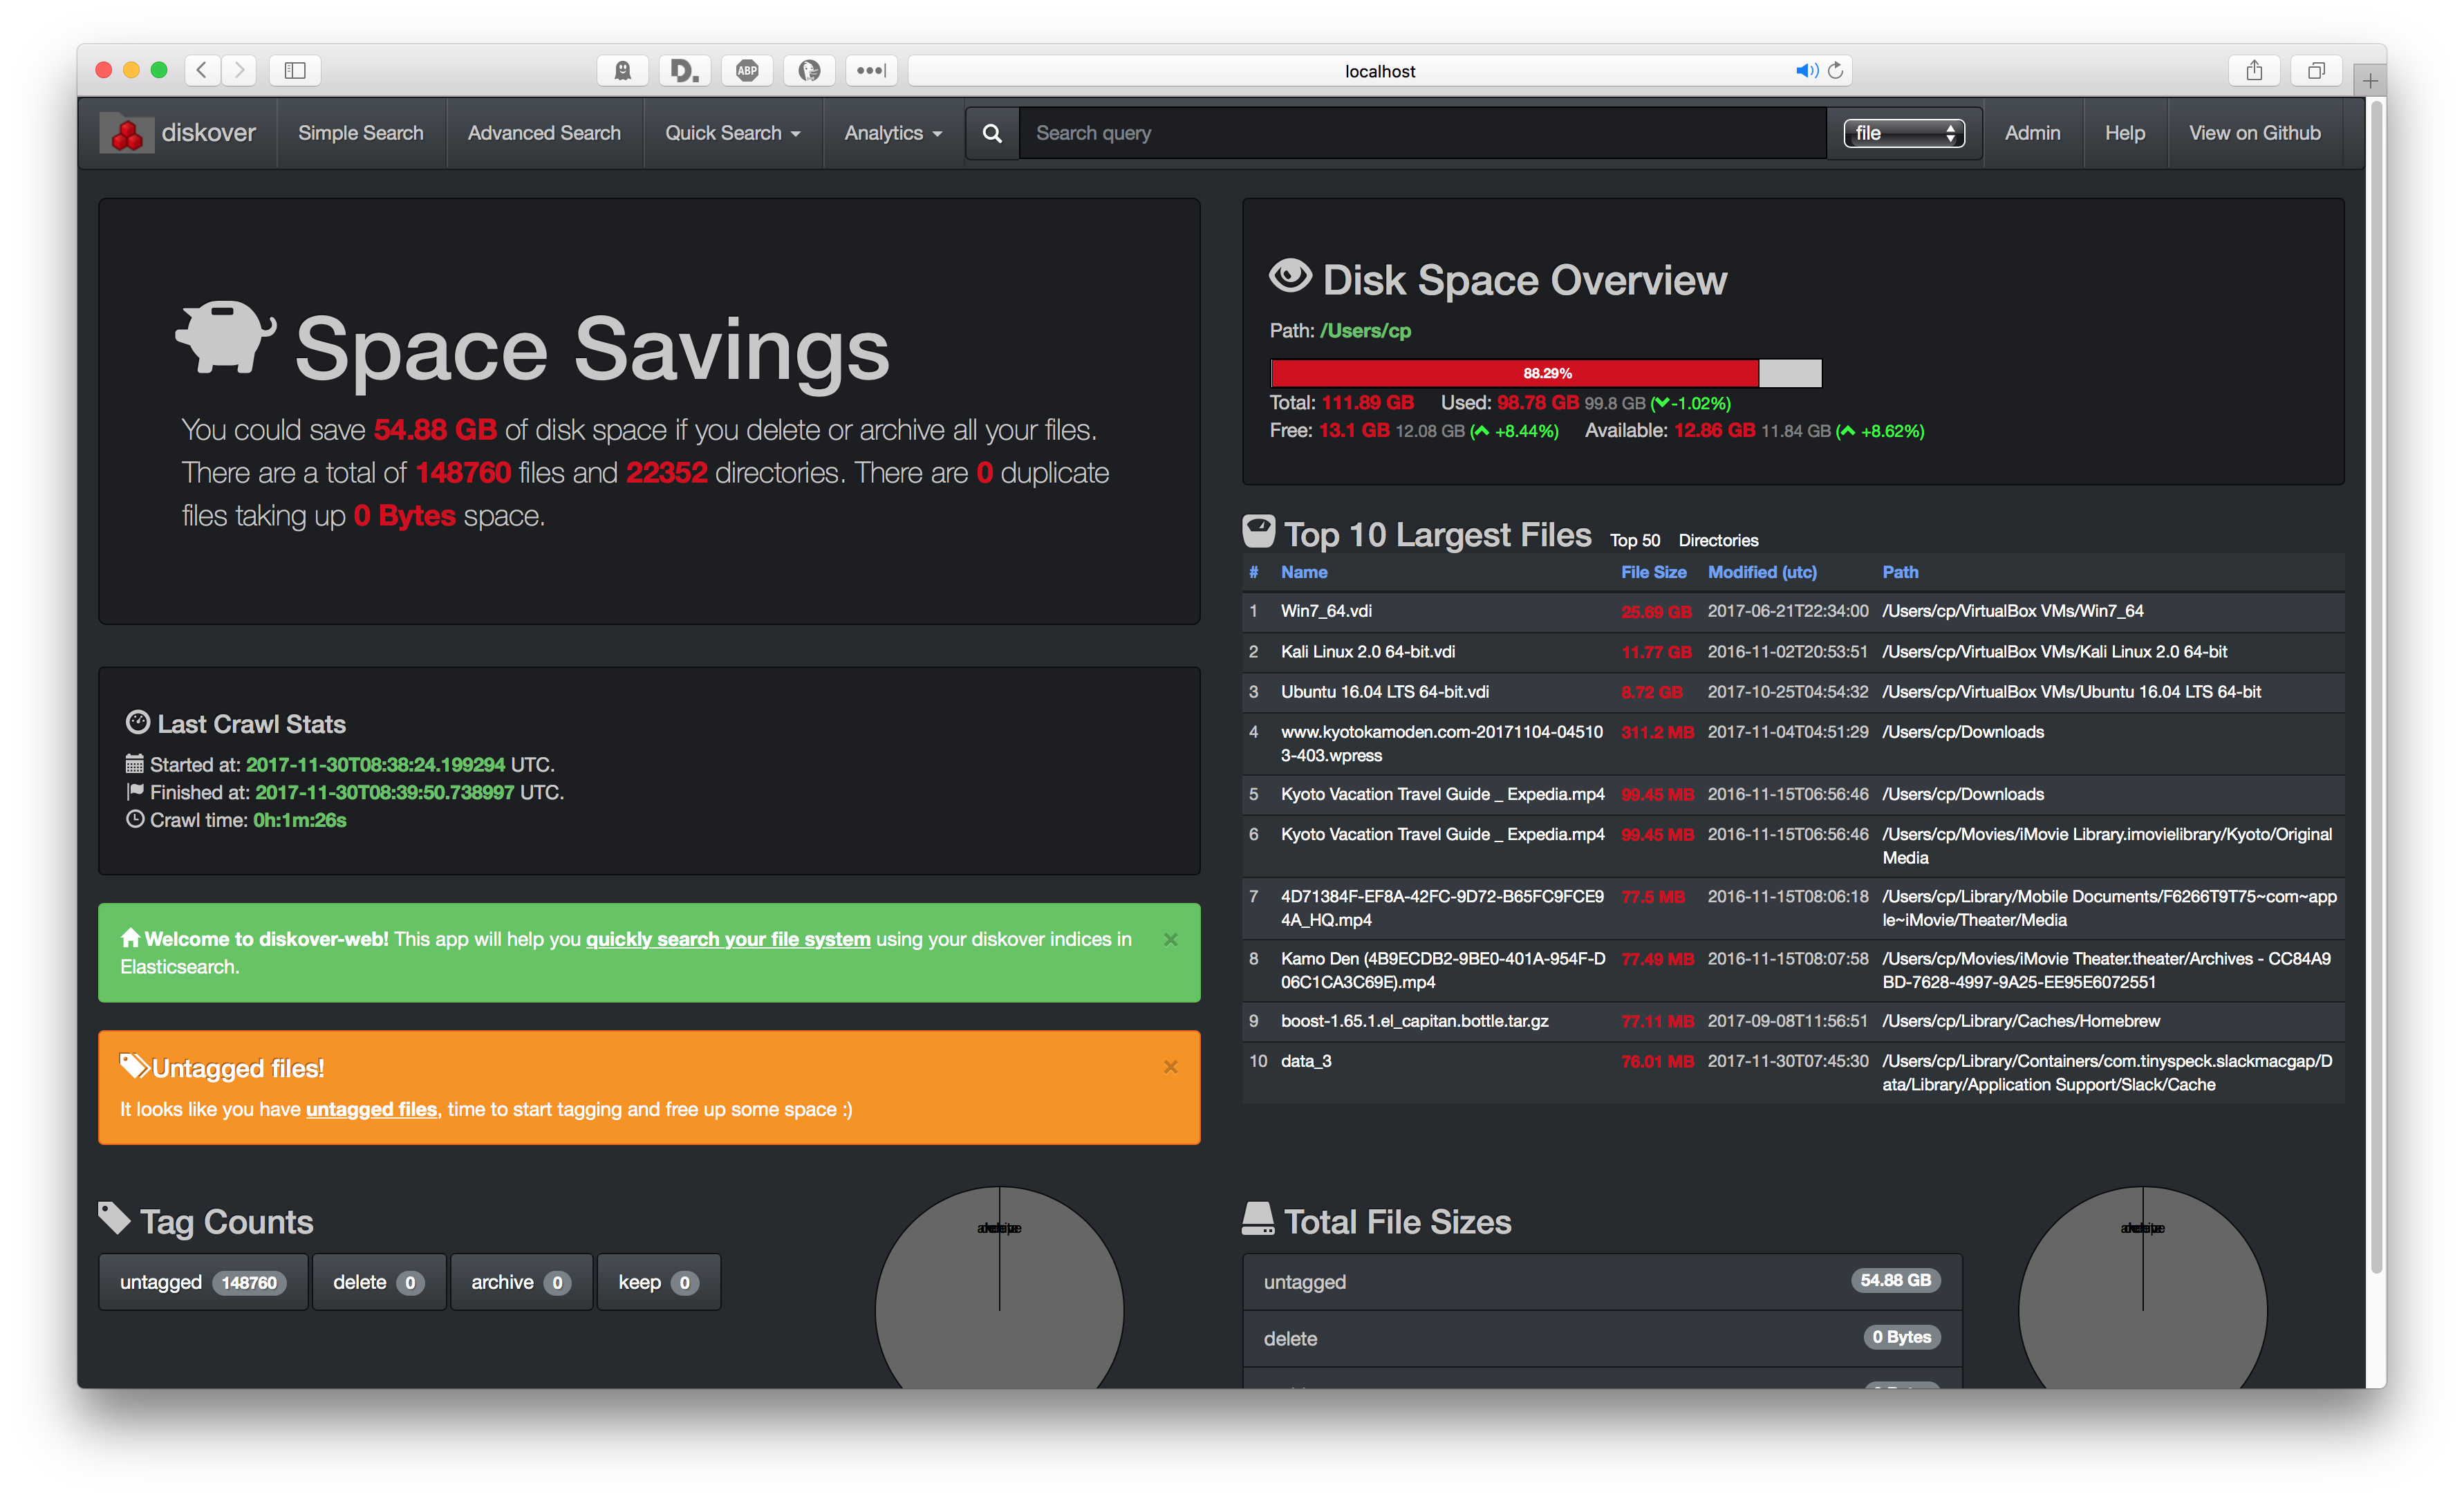 D.
ABP
localhost
diskover
Simple Search
Advanced Search
Quick Search
Analytics
Search query
file
Admin
Help
View on Github
Space Savings
You could save 54.88 GB of disk space if you delete or archive all your files.
There are a total of 148760 files and 22352 directories. There are 0 duplicate
files taking up 0 Bytes space.
Last Crawl Stats
Started at: 2017-11-30T08:38:24.199294 UTC.
Finished at: 2017-11-30T08:39:50.738997 UTC.
Crawl time: 0h:1m:26s
Welcome to diskover-web! This app will help you quickly search your file system using your diskover indices in
Elasticsearch.
×
Untagged files!
×
It looks like you have untagged files, time to start tagging and free up some space :)
Tag Counts
untagged 148760
delete 0
archive 0
keep 0
Disk Space Overview
Path: /Users/cp
88.29%
Total: 111.89 GB Used: 98.78 GB 99.8 GB (-1.02%)
Free: 13.1 GB 12.08 GB ( +8.44%) Available: 12.86 GB 11.84 GB ( +8.62%)
Top 10 Largest Files Top 50 Directories
# Name File Size Modified (utc) Path
1 Win7_64.vdi 25.69 GB 2017-06-21T22:34:00 /Users/cp/VirtualBox VMs/Win7_64
2 Kali Linux 2.0 64-bit.vdi 11.77 GB 2016-11-02T20:53:51 /Users/cp/VirtualBox VMs/Kali Linux 2.0 64-bit
3 Ubuntu 16.04 LTS 64-bit.vdi 8.72 GB 2017-10-25T04:54:32 /Users/cp/VirtualBox VMs/Ubuntu 16.04 LTS 64-bit
4 www.kyotokamoden.com-20171104-04510 311.2 MB 2017-11-04T04:51:29 /Users/cp/Downloads
3-403.wpress
5 Kyoto Vacation Travel Guide _ Expedia.mp4 99.45 MB 2016-11-15T06:56:46 /Users/cp/Downloads
6 Kyoto Vacation Travel Guide _ Expedia.mp4 99.45 MB 2016-11-15T06:56:46 /Users/cp/Movies/iMovie Library.imovielibrary/Kyoto/Original
Media
7 4D71384F-EF8A-42FC-9D72-B65FC9FCE9 77.5 MB 2016-11-15T08:06:18 /Users/cp/Library/Mobile Documents/F6266T9T75~com~app
4A_HQ.mp4 le~iMovie/Theater/Media
8 Kamo Den (4B9ECDB2-9BE0-401A-954F-D 77.49 MB 2016-11-15T08:07:58 /Users/cp/Movies/iMovie Theater.theater/Archives - CC84A9
06C1CA3C69E).mp4 BD-7628-4997-9A25-EE95E6072551
9 boost-1.65.1.el_capitan.bottle.tar.gz 77.11 MB 2017-09-08T11:56:51 /Users/cp/Library/Caches/Homebrew
10 data_3 76.01 MB 2017-11-30T07:45:30 /Users/cp/Library/Containers/com.tinyspeck.slackmacgap/D
ata/Library/Application Support/Slack/Cache
Total File Sizes
untagged 54.88 GB
delete 0 Bytes